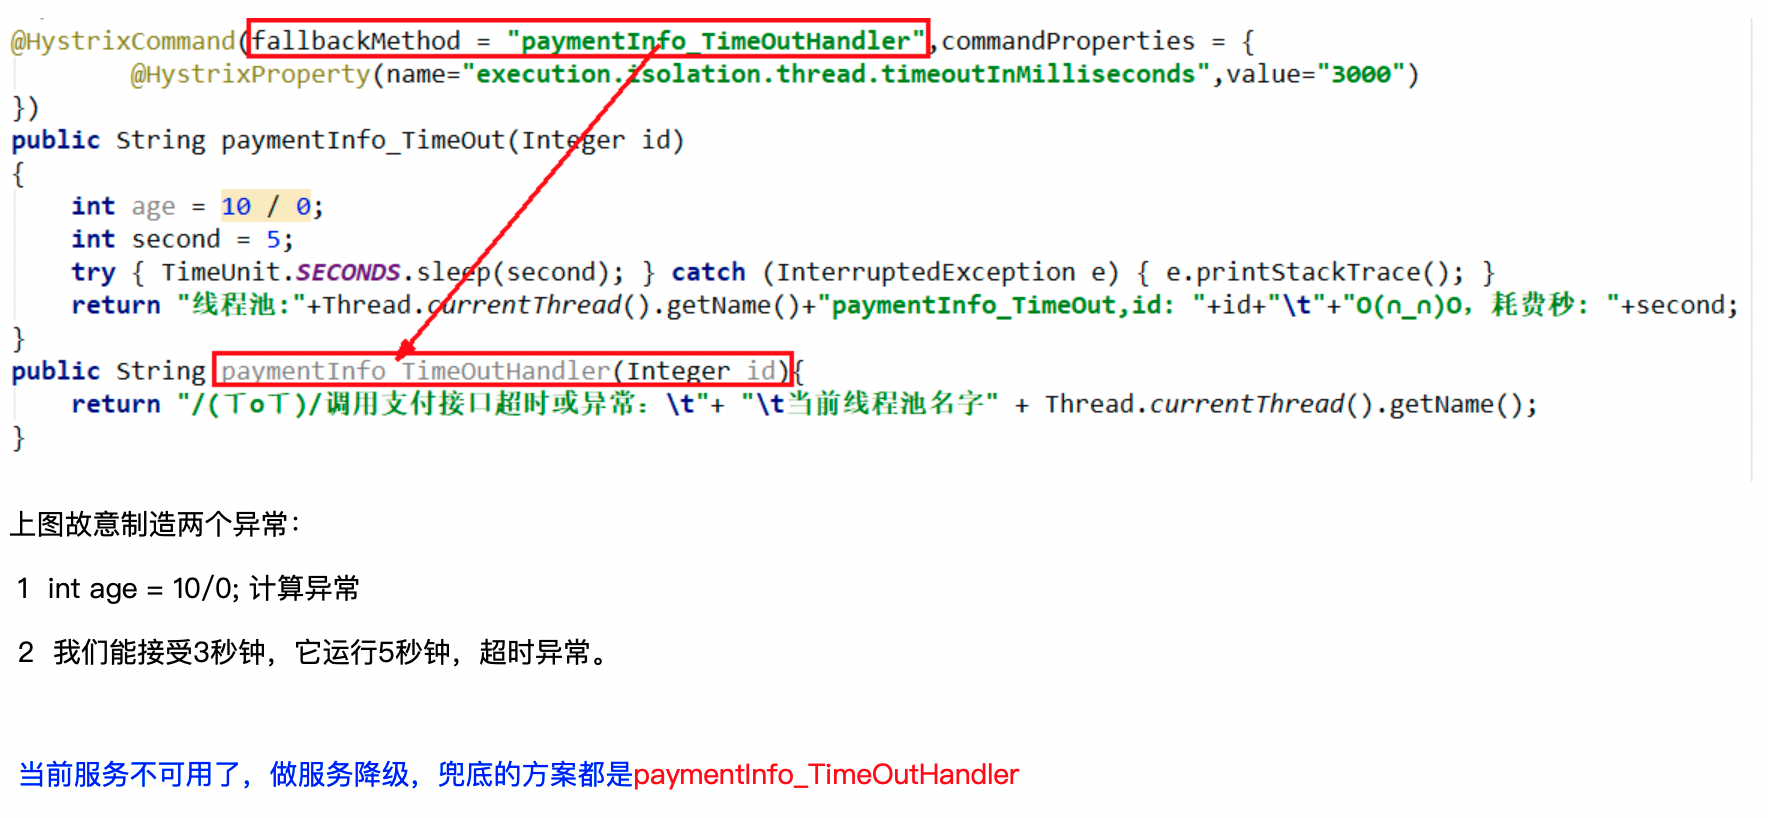 @HystrixCommand(fallbackMethod = "paymentInfo_TimeOutHandler",commandProperties = {
        @HystrixProperty(name="execution.isolation.thread.timeoutInMilliseconds",value="3000")
})
public String paymentInfo_TimeOut(Integer id)
{
    int age = 10 / 0;
    int second = 5;
    try { TimeUnit.SECONDS.sleep(second); } catch (InterruptedException e) { e.printStackTrace(); }
    return "线程池:"+Thread.currentThread().getName()+"paymentInfo_TimeOut,id: "+id+"\t"+"O(∩_∩)O，耗费秒: "+second;
}
public String paymentInfo_TimeOutHandler(Integer id){
    return "/(ㄒoㄒ)/调用支付接口超时或异常: \t"+ "\t当前线程池名字" + Thread.currentThread().getName();
}
上图故意制造两个异常：
1 int age = 10/0; 计算异常
2 我们能接受3秒钟，它运行5秒钟，超时异常。
当前服务不可用了，做服务降级，兜底的方案都是paymentInfo_TimeOutHandler